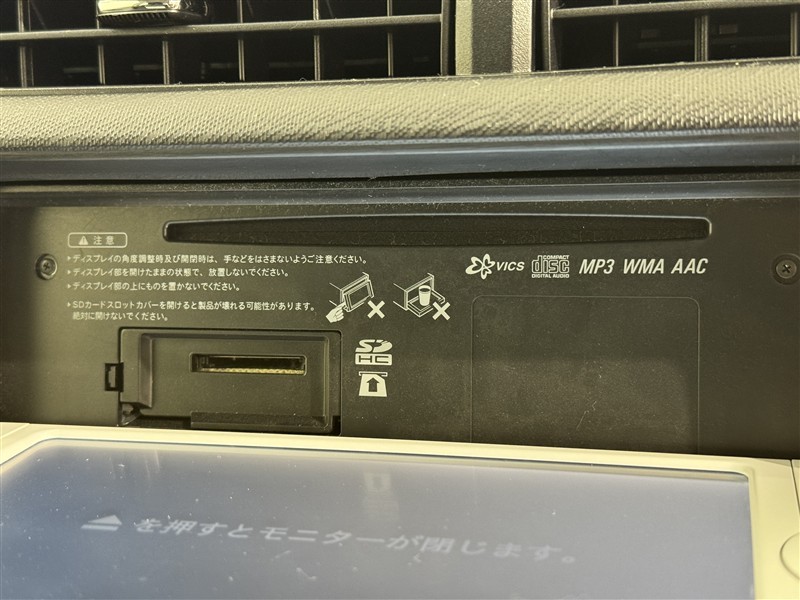 注意
▸ディスプレイの角度調整時及び開閉時は、手などをはさまないようご注意ください。
▸ディスプレイ部を開けたままの状態で、放置しないでください。
▸ディスプレイ部の上にものを置かないでください。
▸SDカードスロットカバーを開けると製品が壊れる可能性があります。
絶対に開けないでください。
VICS COMPACT disc DIGITAL AUDIO MP3 WMA AAC
SD HC
を押すとモニターが閉じます。